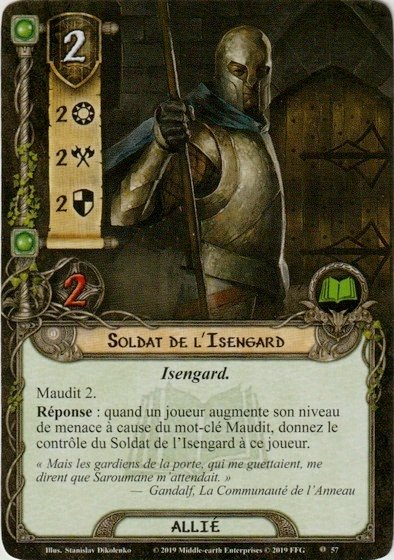 2
2
2
2
2
Soldat de l'Isengard
Isengard.
Maudit 2.
Réponse : quand un joueur augmente son niveau
de menace à cause du mot-clé Maudit, donnez le
contrôle du Soldat de l'Isengard à ce joueur.
« Mais les gardiens de la porte, qui me guettaient, me
dirent que Saroumane m'attendait. »
— Gandalf, La Communauté de l'Anneau
Allié
Illus. Stanislav Dikolenko © 2019 Middle-earth Enterprises © 2019 FFG 57